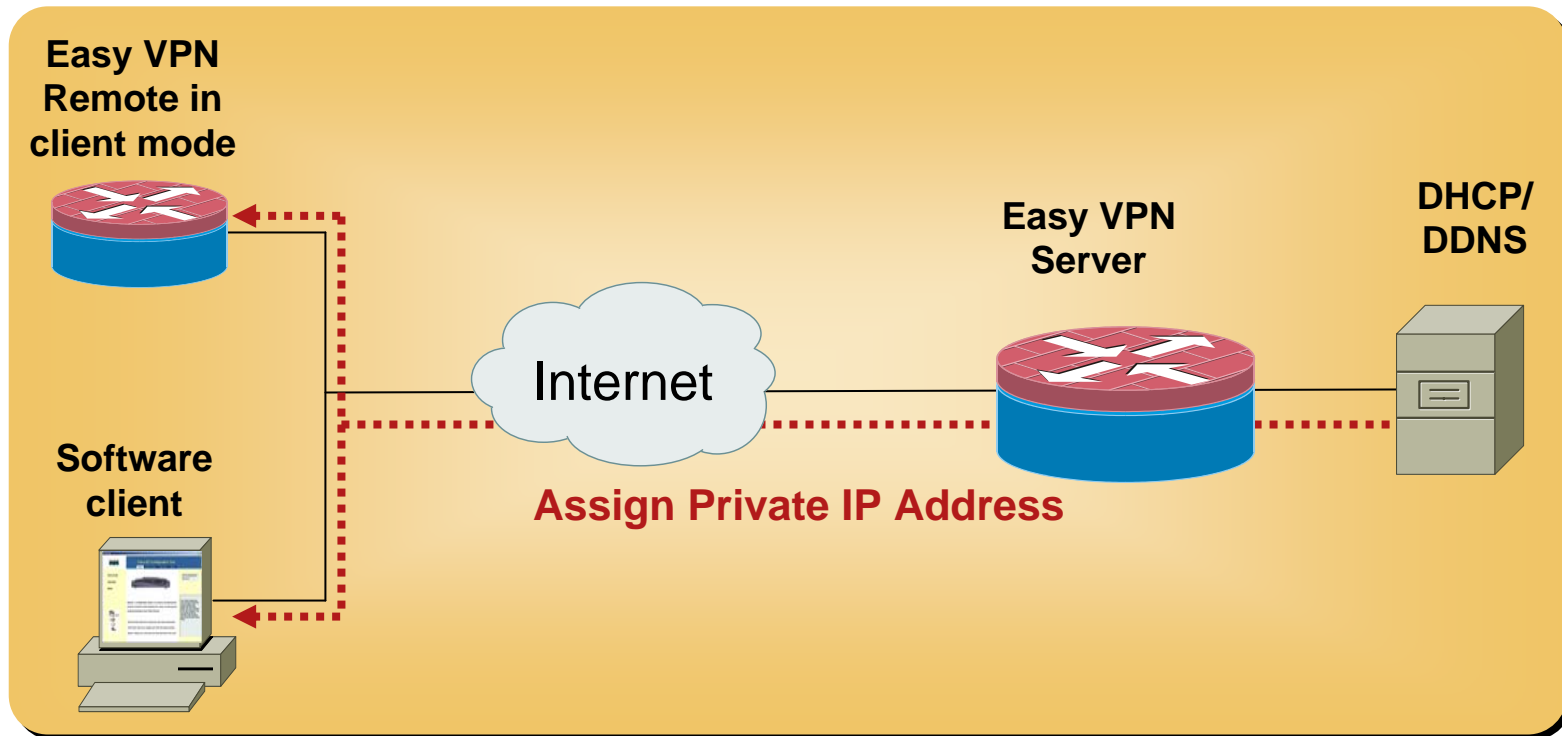 Easy VPN
Remote in
client mode
DHCP/
DDNS
Easy VPN
Server
Internet
Software
client
Assign Private IP Address